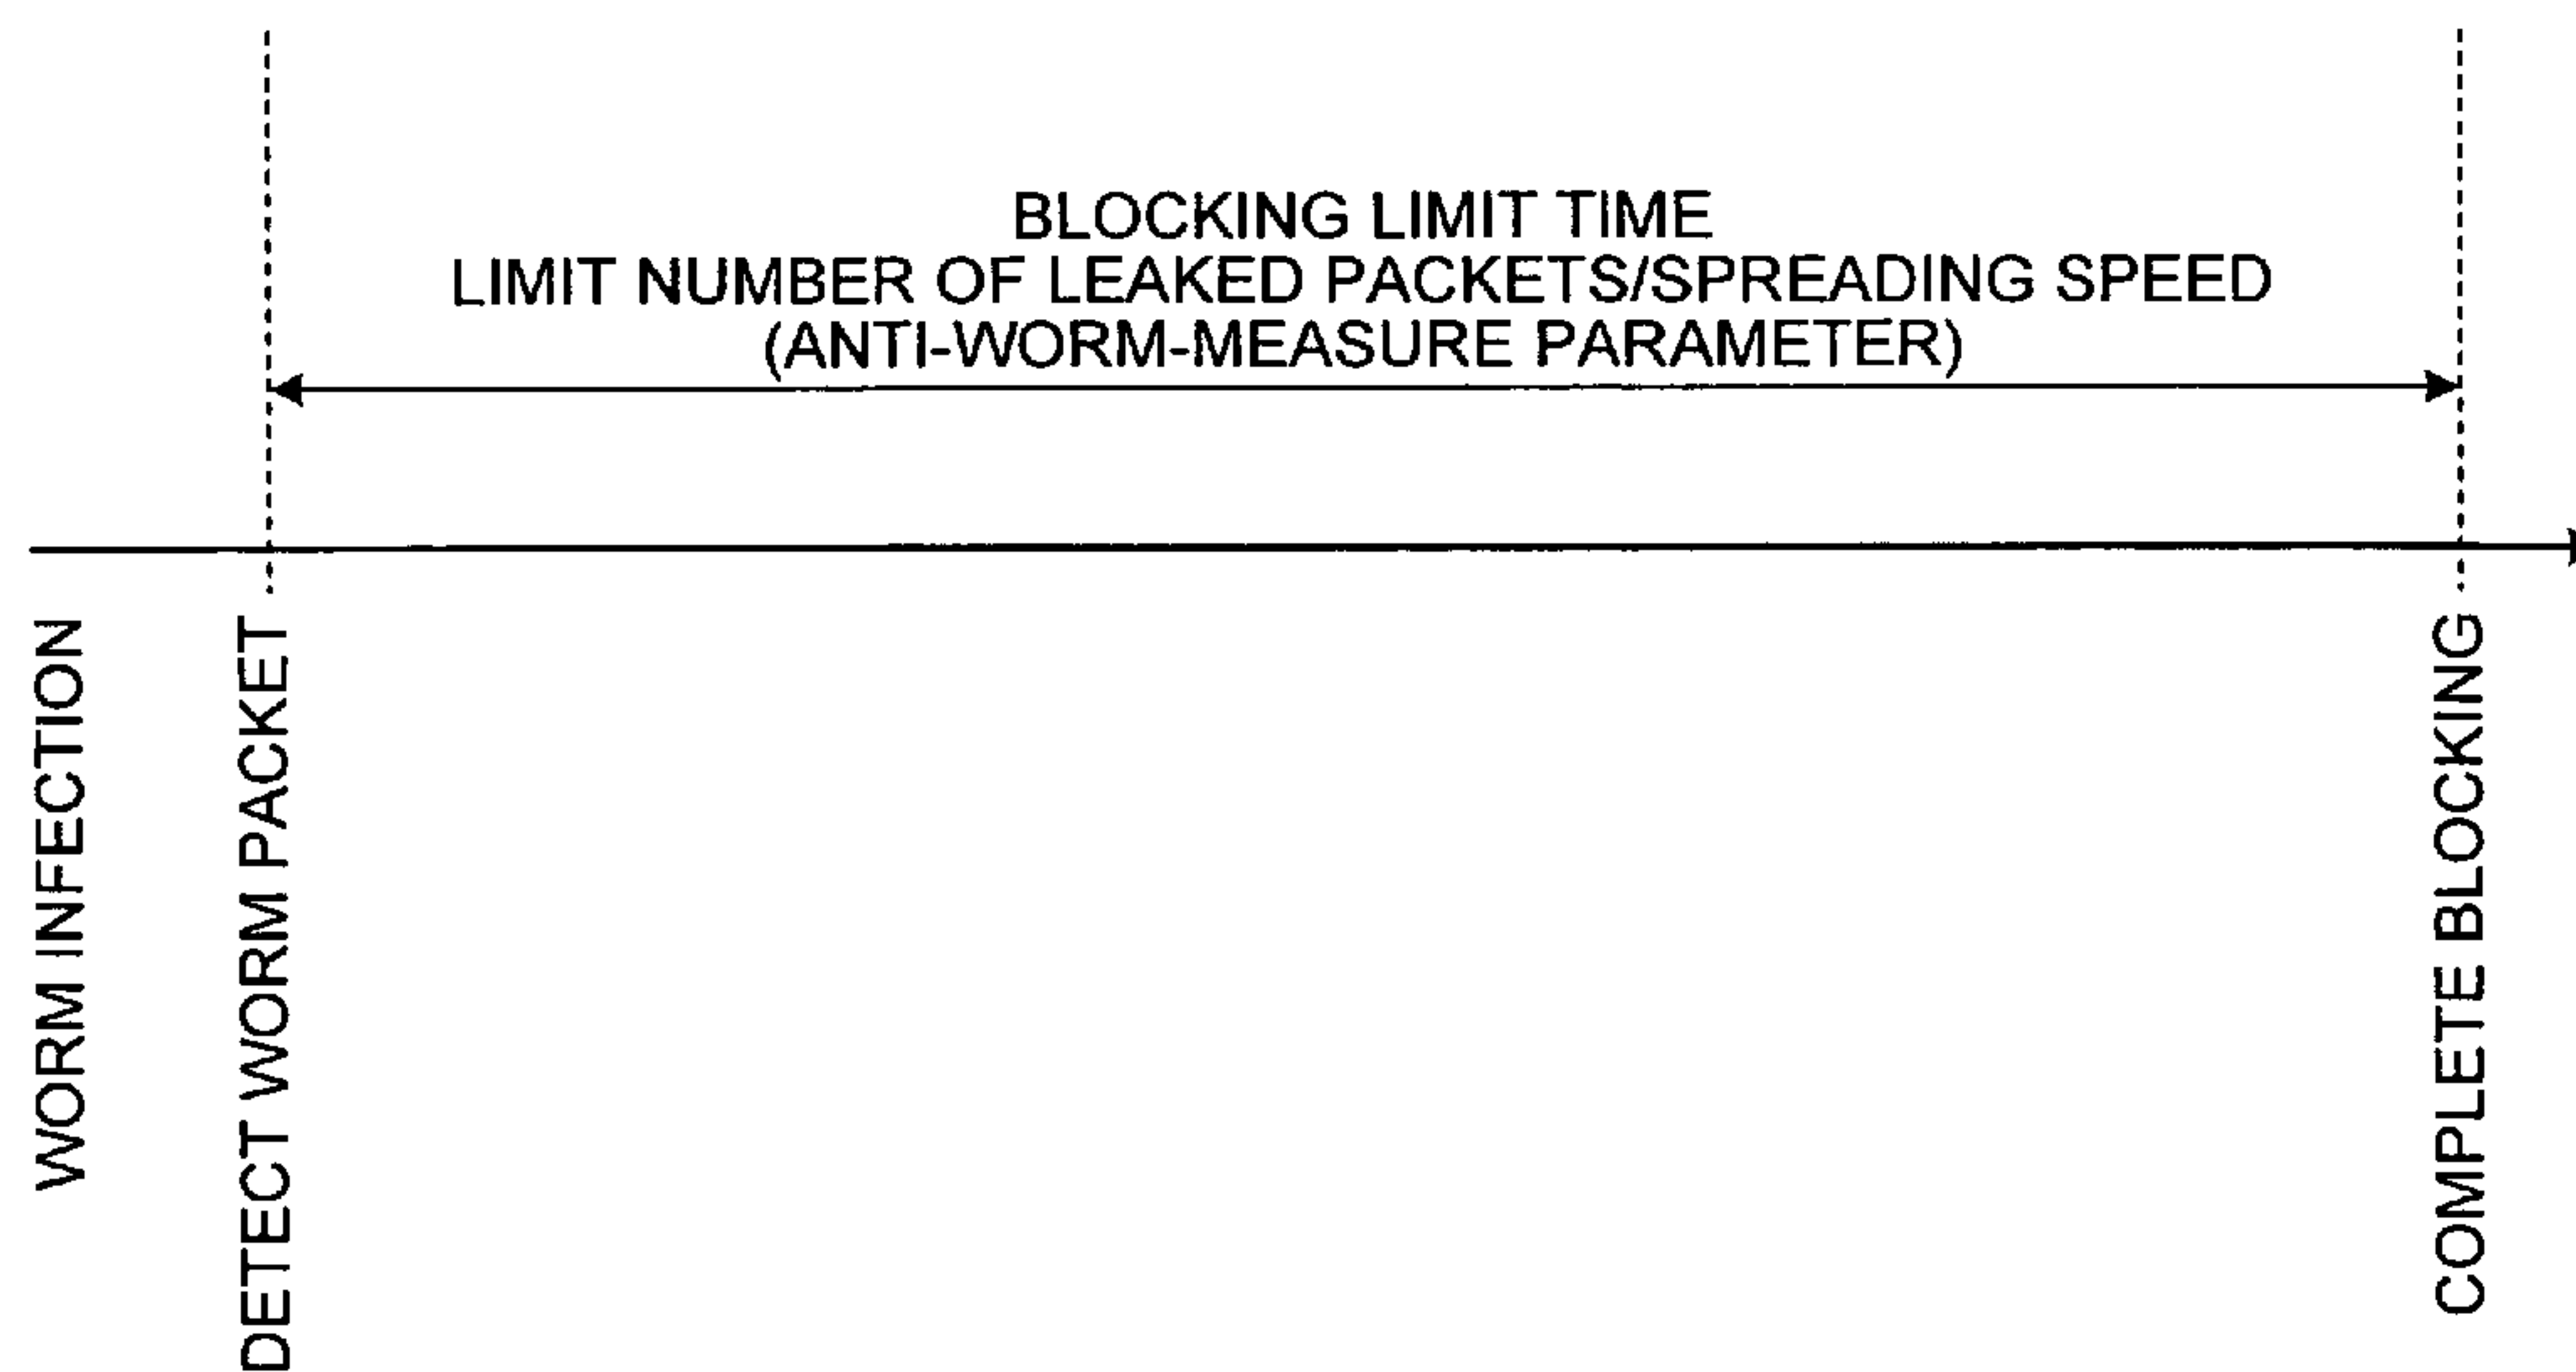 BLOCKING LIMIT TIME
LIMIT NUMBER OF LEAKED PACKETS/SPREADING SPEED
(ANTI-WORM-MEASURE PARAMETER)
WORM INFECTION
DETECT WORM PACKET
COMPLETE BLOCKING